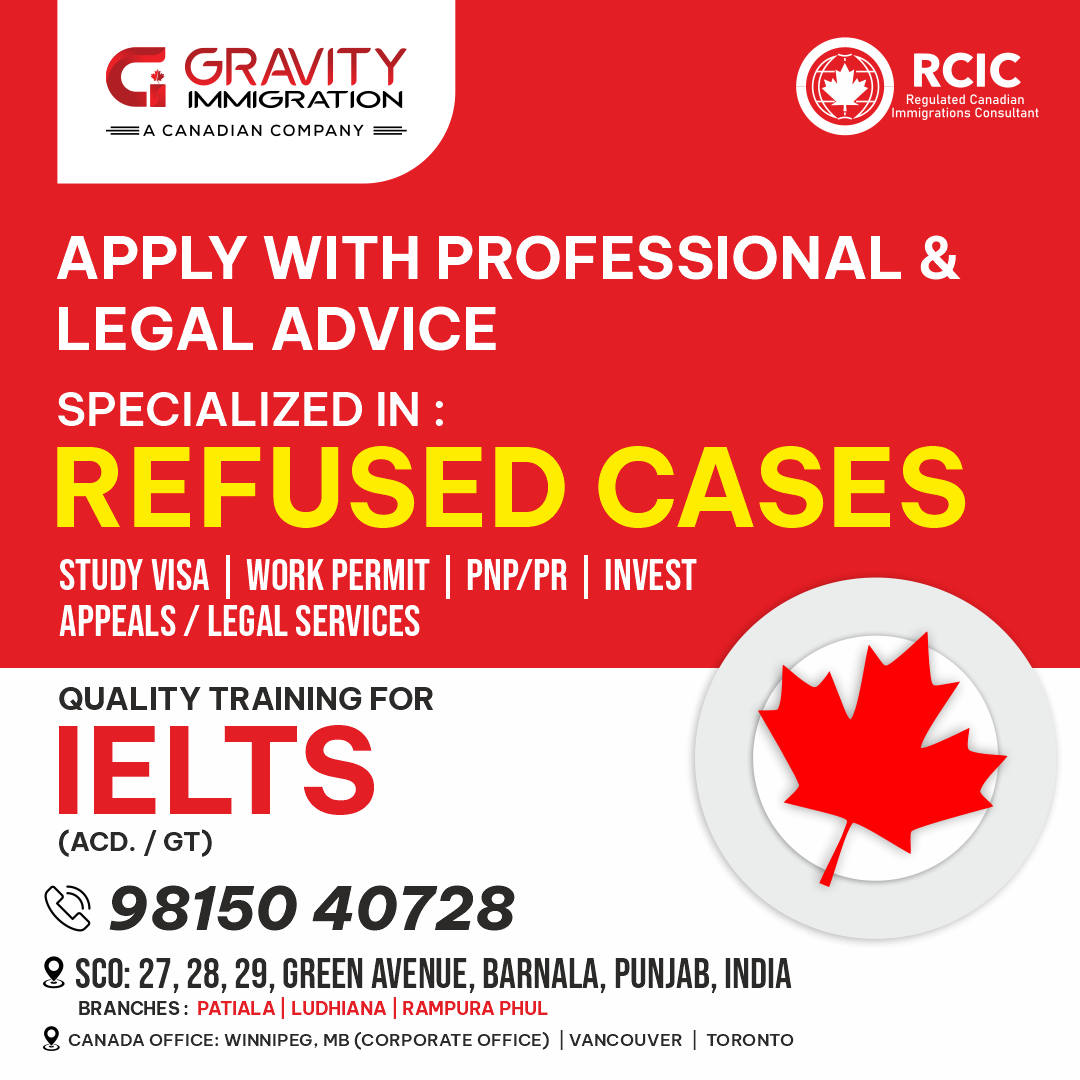 GRAVITY
IMMIGRATION
A CANADIAN COMPANY
RCIC
Regulated Canadian
Immigrations Consultant
APPLY WITH PROFESSIONAL &
LEGAL ADVICE
SPECIALIZED IN :
REFUSED CASES
STUDY VISA | WORK PERMIT | PNP/PR | INVEST
APPEALS / LEGAL SERVICES
QUALITY TRAINING FOR
IELTS
(ACD. / GT)
98150 40728
SCO: 27, 28, 29, GREEN AVENUE, BARNALA, PUNJAB, INDIA
BRANCHES : PATIALA | LUDHIANA | RAMPURA PHUL
CANADA OFFICE: WINNIPEG, MB (CORPORATE OFFICE) | VANCOUVER | TORONTO